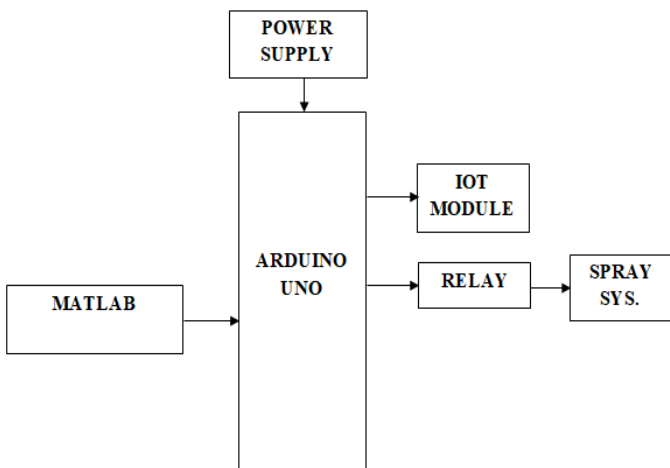 POWER
SUPPLY
IOT
MODULE
ARDUINO
UNO
RELAY
SPRAY
SYS.
MATLAB